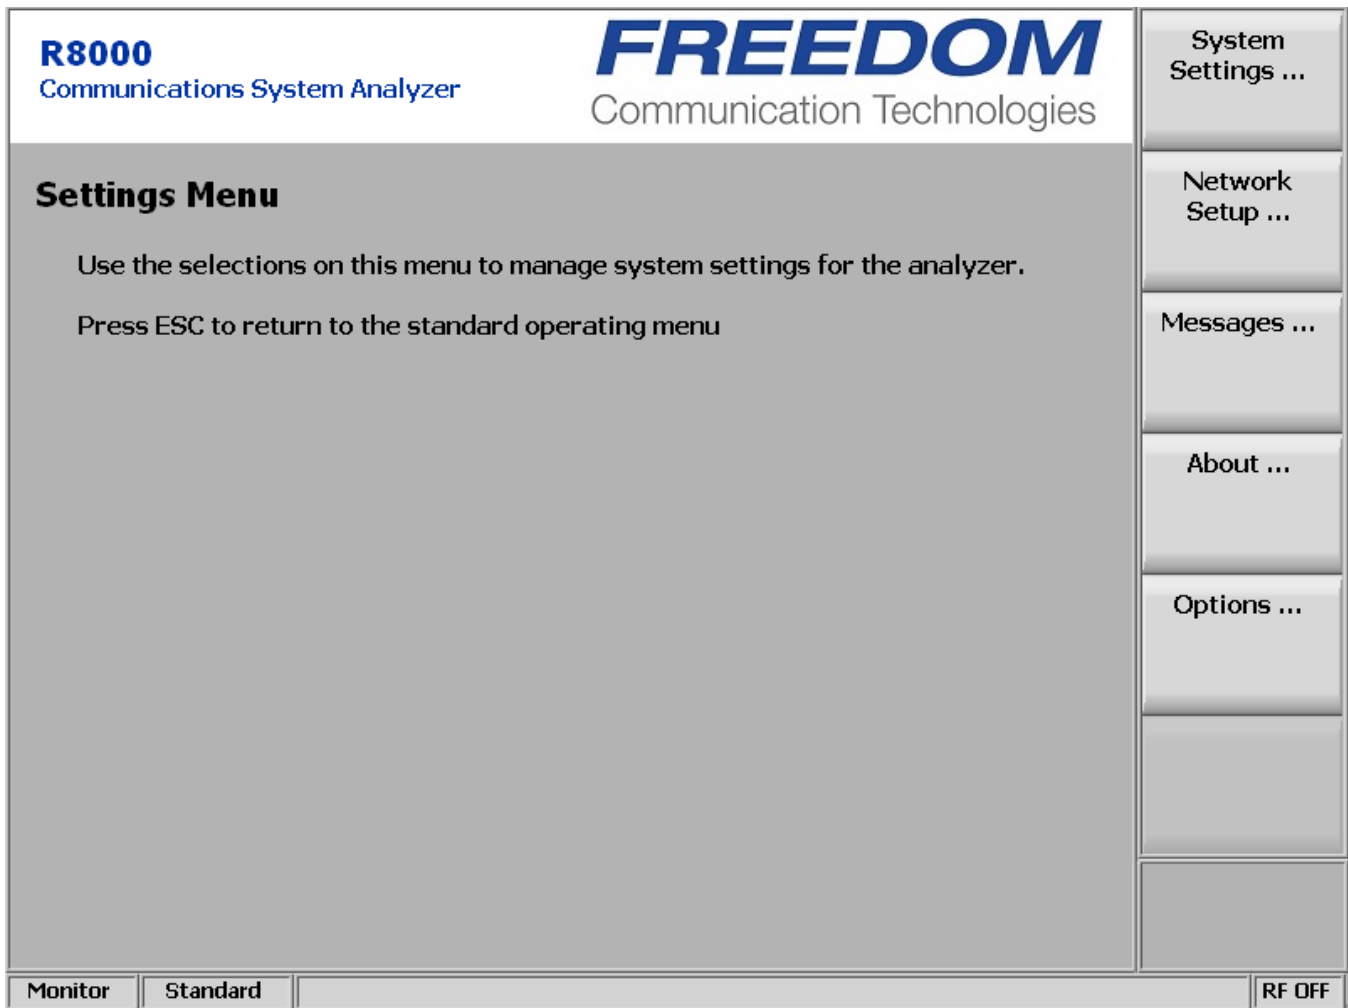 R8000
Communications System Analyzer
FREEDOM
Communication Technologies
Settings Menu
Use the selections on this menu to manage system settings for the analyzer.
Press ESC to return to the standard operating menu
System
Settings ...
Network
Setup ...
Messages ...
About ...
Options ...
Monitor
Standard
RF OFF